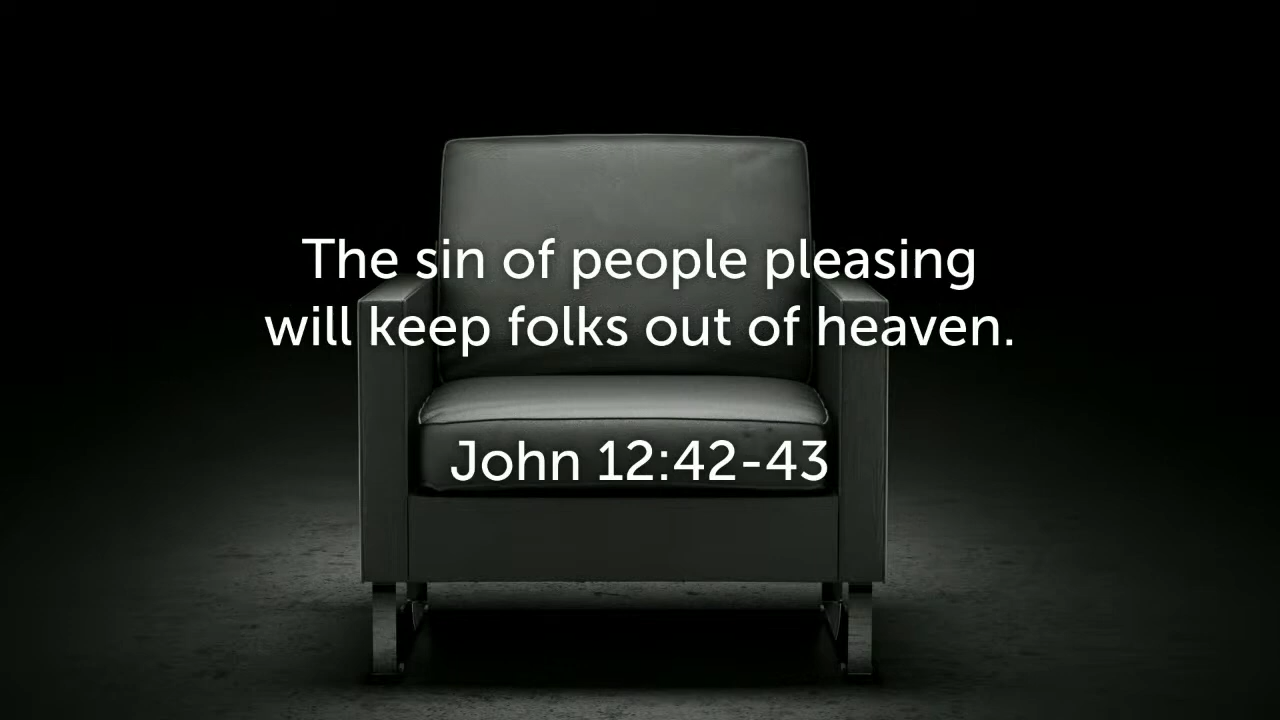 The sin of people pleasing
will keep folks out of heaven.
John 12:42-43